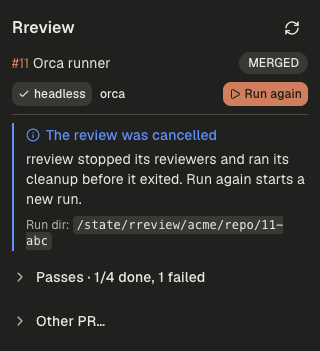 Rreview
#11 Orca runner MERGED
headless orca Run again
The review was cancelled
rreview stopped its reviewers and ran its
cleanup before it exited. Run again starts a
new run.
Run dir: /state/rreview/acme/repo/11-
abc
Passes · 1/4 done, 1 failed
Other PR…